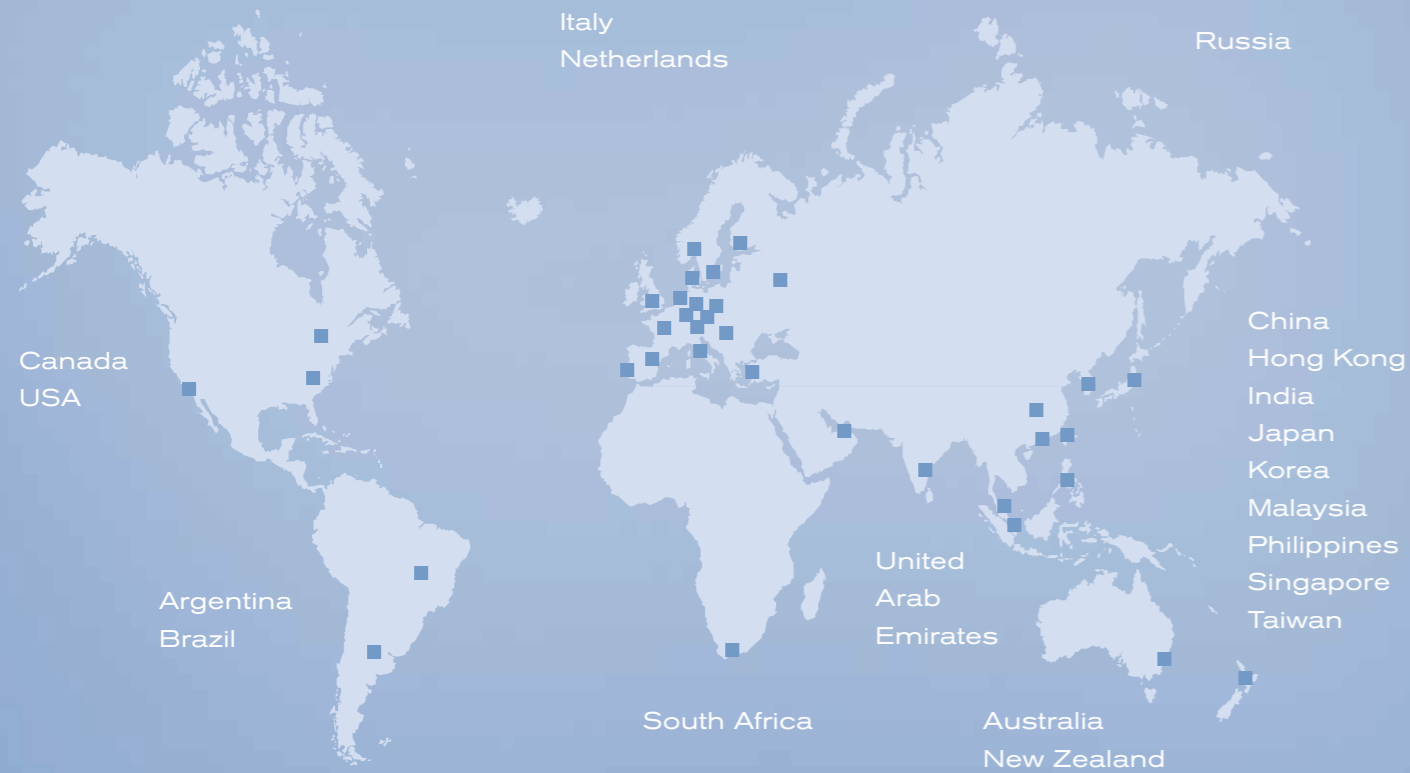 Italy
Netherlands
Russia
Canada
USA
China
Hong Kong
India
Japan
Korea
Malaysia
Philippines
Singapore
Taiwan
Argentina
Brazil
United
Arab
Emirates
South Africa
Australia
New Zealand